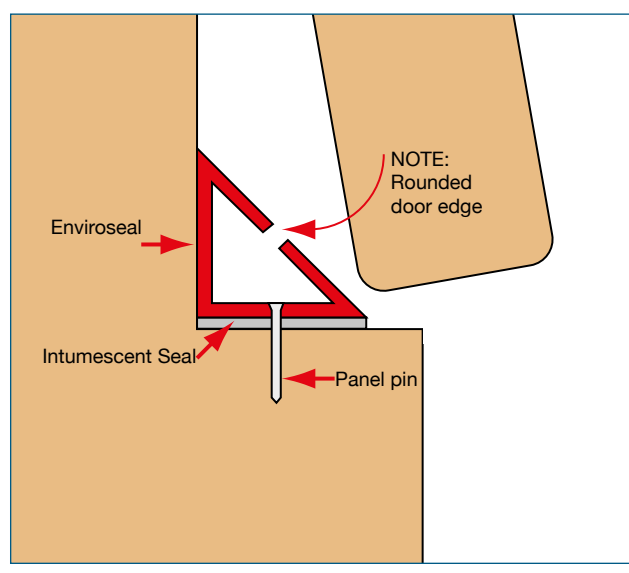 NOTE:
Rounded
door edge
Enviroseal
Intumescent Seal
Panel pin